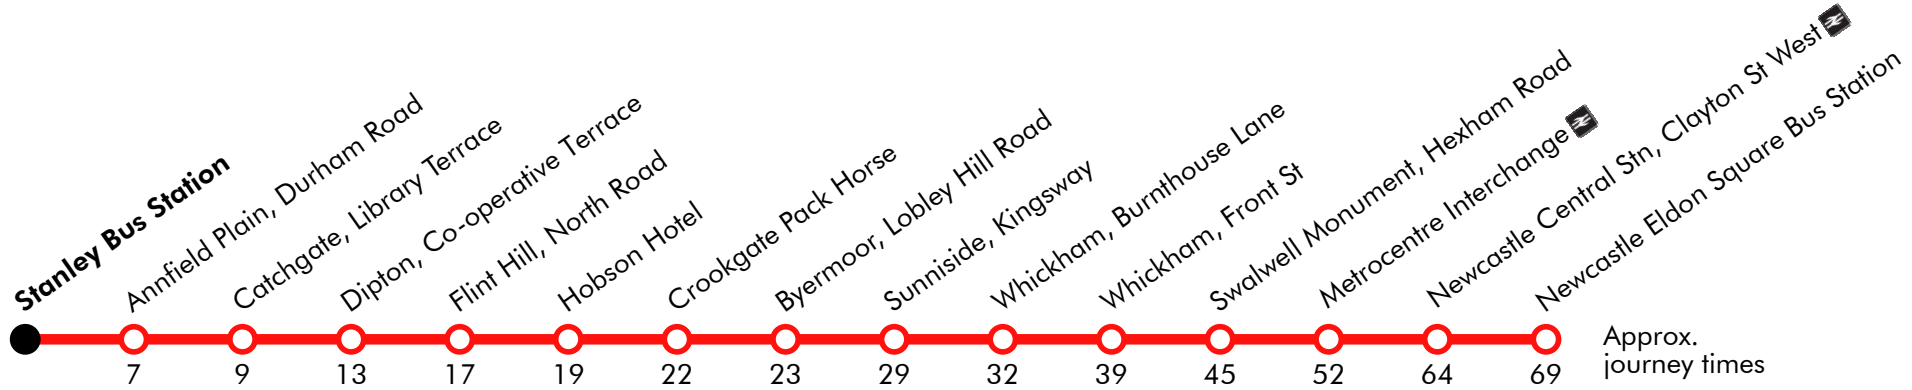 Stanley Bus Station
Annfield Plain, Durham Road
Catchgate, Library Terrace
Dipton, Co-operative Terrace
Flint Hill, North Road
Hobson Hotel
Crookgate Pack Horse
Byermoor, Lobley Hill Road
Sunniside, Kingsway
Whickham, Burnthouse Lane
Whickham, Front St
Swalwell Monument, Hexham Road
Metrocentre Interchange
Newcastle Central Stn, Clayton St West
Newcastle Eldon Square Bus Station
7 9 13 17 19 22 23 29 32 39 45 52 64 69
Approx.
journey times